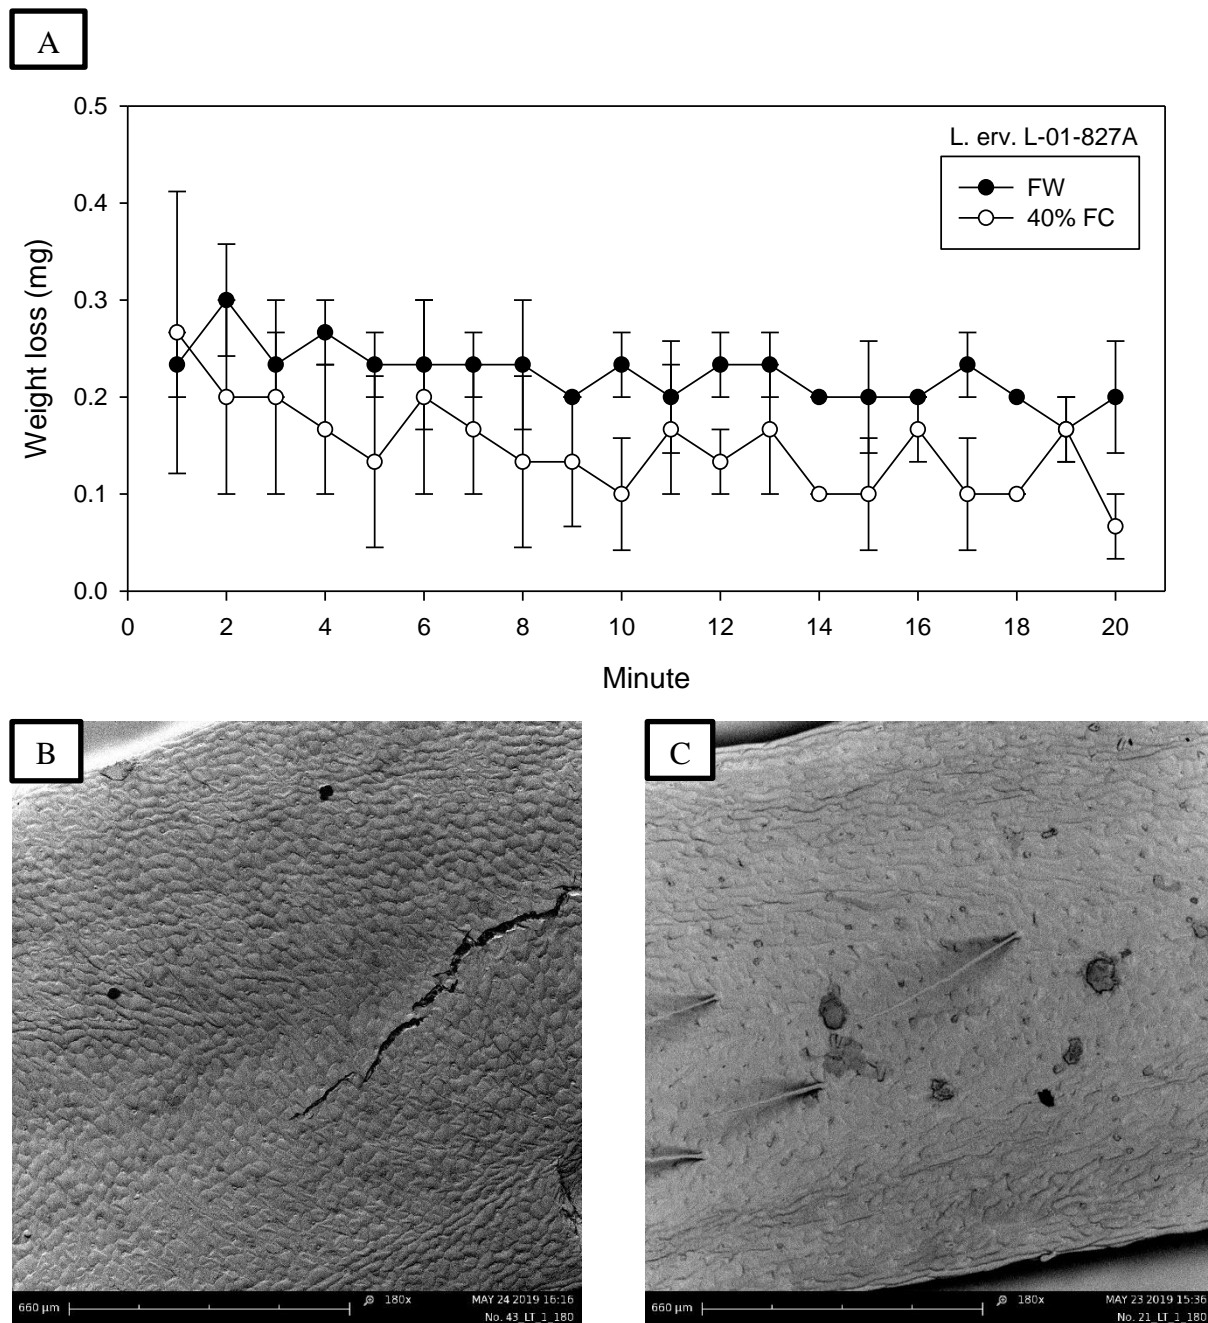 A
0.5
0.4
0.3
0.2
0.1
0.0
Weight loss (mg)
L. erv. L-01-827A
FW
40% FC
0 2 4 6 8 10 12 14 16 18 20
Minute
B
660 µm 180x MAY 24 2019 16:16
No. 43_LT_1_180
C
660 µm 180x MAY 23 2019 15:36
No. 21_LT_1_180